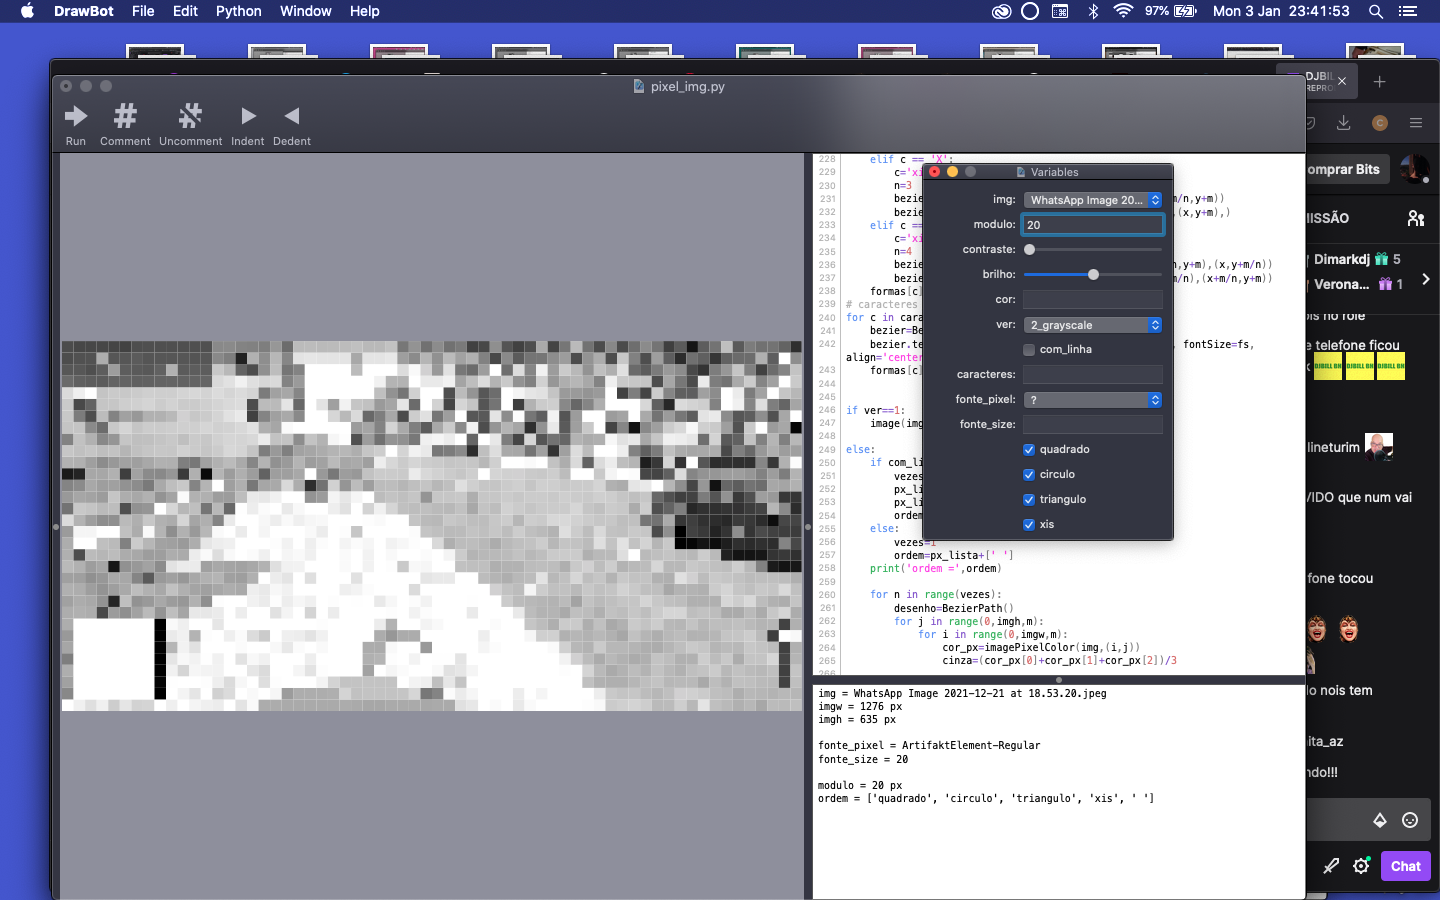 DrawBot File Edit Python Window Help
97% Mon 3 Jan 23:41:53
pixel_img.py
Run Comment Uncomment Indent Dedent
228 elif c == 'X':
229 c='xi
230 n=3
231 bezie m/n,y+m))
232 bezie (x,y+m),)
233 elif c ==
234 c='xi
235 n=4
236 bezie n,y+m),(x,y+m/n))
237 bezie m/n),(x+m/n,y+m))
238 formas[c]
239 # caracteres
240 for c in cara
241 bezier=Be
242 bezier.te , fontSize=fs,
align='center
243 formas[c]
244
245
246 if ver==1:
247 image(img
248
249 else:
250 if com_li
251 vezes
252 px_li
253 px_li
254 ordem
255 else:
256 vezes=1
257 ordem=px_lista+[' ']
258 print('ordem =',ordem)
259
260 for n in range(vezes):
261 desenho=BezierPath()
262 for j in range(0,imgh,m):
263 for i in range(0,imgw,m):
264 cor_px=imagePixelColor(img,(i,j))
265 cinza=(cor_px[0]+cor_px[1]+cor_px[2])/3
Variables
img: WhatsApp Image 20...
modulo: 20
contraste:
brilho:
cor:
ver: 2_grayscale
com_linha
caracteres:
fonte_pixel: ?
fonte_size:
quadrado
circulo
triangulo
xis
img = WhatsApp Image 2021-12-21 at 18.53.20.jpeg
imgw = 1276 px
imgh = 635 px
fonte_pixel = ArtifaktElement-Regular
fonte_size = 20
modulo = 20 px
ordem = ['quadrado', 'circulo', 'triangulo', 'xis', ' ']
DJBIL
REPRO
C
omprar Bits
MISSÃO
Dimarkdj 5
Verona... 1
ois no role
e telefone ficou
x DJBILL ON DJBILL ON DJBILL ON
lineturim
VIDO que num vai
fone tocou
lo nois tem
ita_az
ndo!!!
Chat